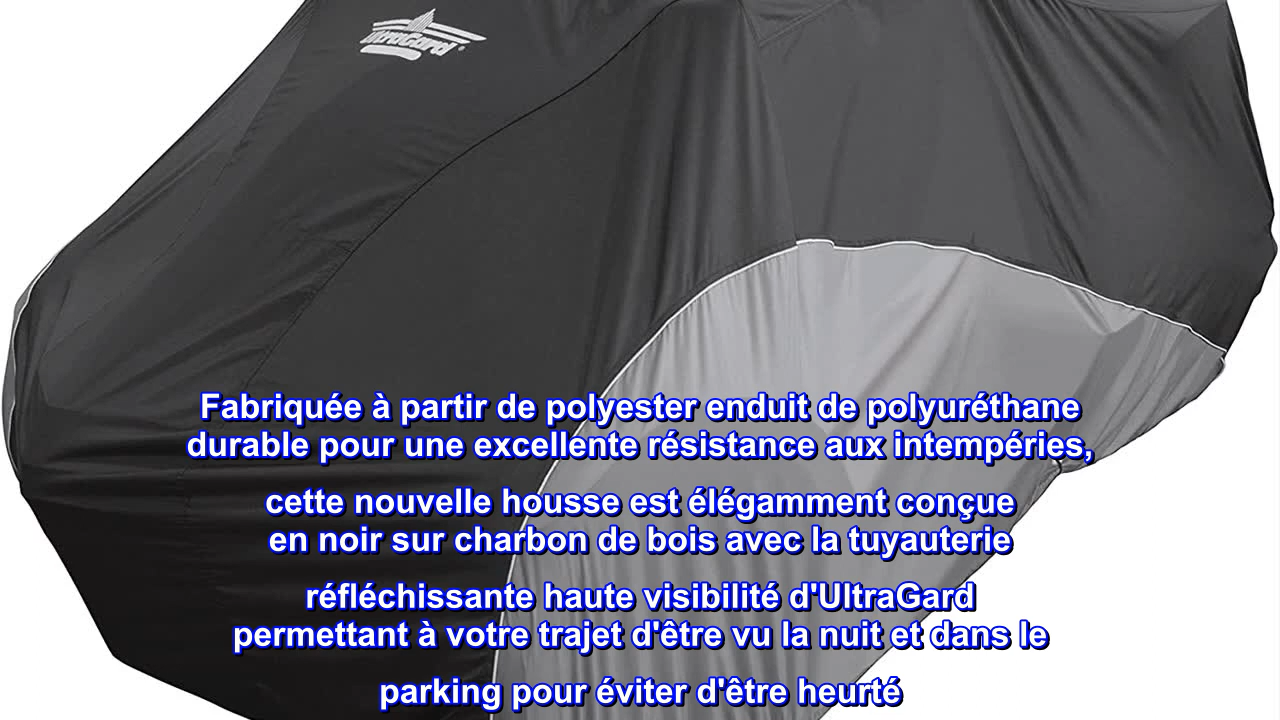 UltraGard®
Fabriquée à partir de polyester enduit de polyuréthane
durable pour une excellente résistance aux intempéries,
cette nouvelle housse est élégamment conçue
en noir sur charbon de bois avec la tuyauterie
réfléchissante haute visibilité d'UltraGard
permettant à votre trajet d'être vu la nuit et dans le
parking pour éviter d'être heurté